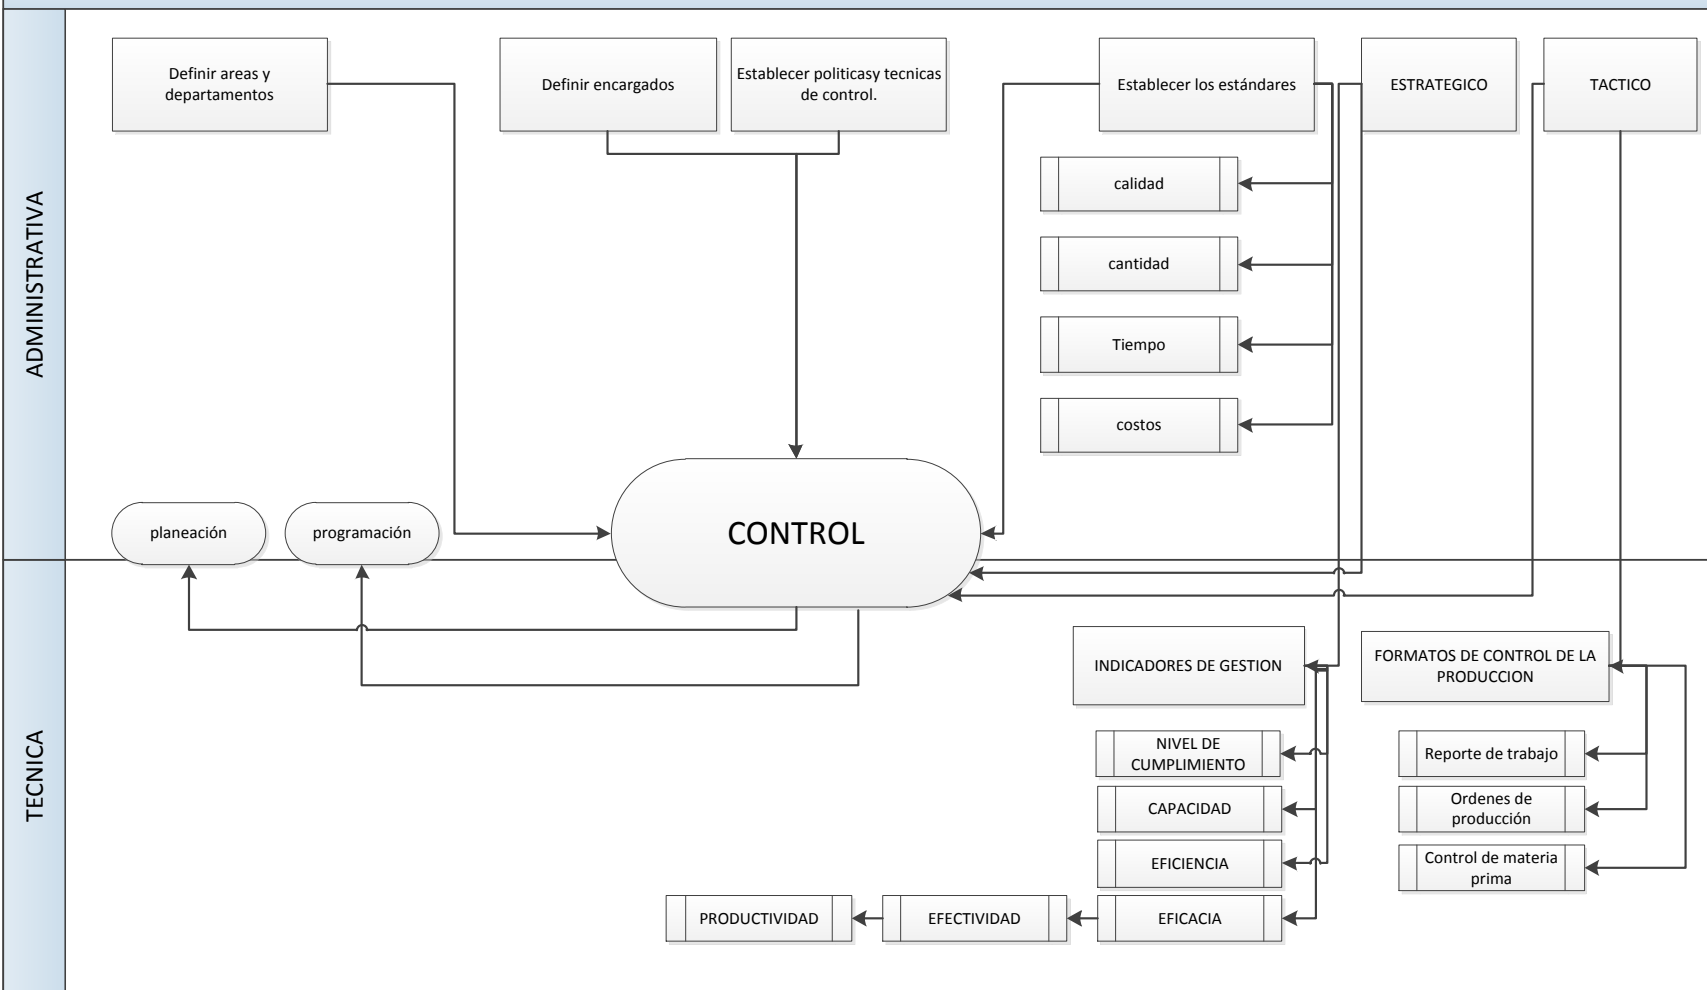 ADMINISTRATIVA
Definir areas y
departamentos
Definir encargados
Establecer politicasy tecnicas
de control.
Establecer los estándares
ESTRATEGICO
TACTICO
calidad
cantidad
Tiempo
costos
planeación
programación
CONTROL
TECNICA
INDICADORES DE GESTION
FORMATOS DE CONTROL DE LA
PRODUCCION
NIVEL DE
CUMPLIMIENTO
CAPACIDAD
EFICIENCIA
PRODUCTIVIDAD
EFECTIVIDAD
EFICACIA
Reporte de trabajo
Ordenes de
producción
Control de materia
prima